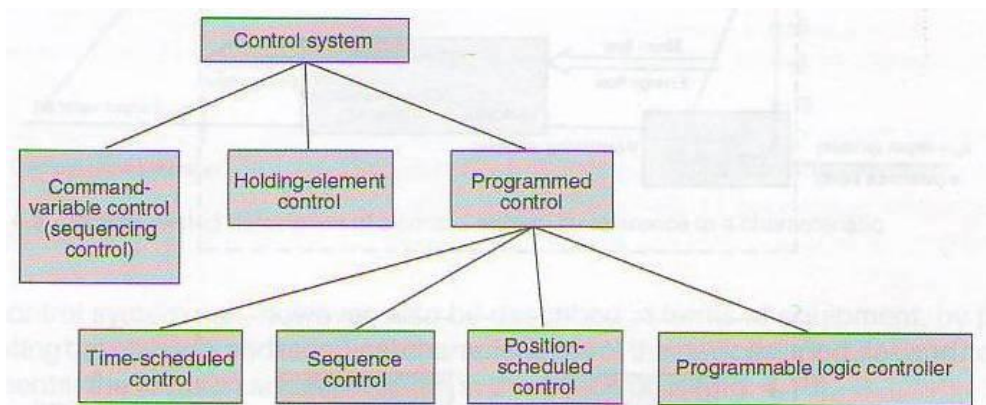 Control system
Command-
variable control
(sequencing
control)
Holding-element
control
Programmed
control
Time-scheduled
control
Sequence
control
Position-
scheduled
control
Programmable logic controller